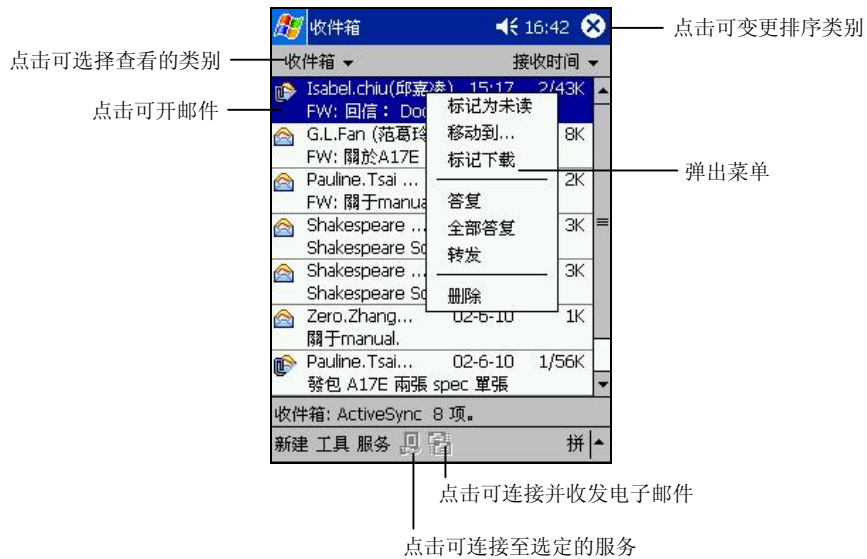 收件箱 16:42
点击可变更排序类别
点击可选择查看的类别
收件箱 接收时间
点击可开邮件
Isabel.chiu(邱嘉凌) 15:17 2/43K
FW: 回信： Doc
标记为未读
移动到...
标记下载
答复
全部答复
转发
删除
弹出菜单
G.L.Fan (范葛玲 8K
FW: 關於A17E
Pauline.Tsai ... 2K
FW: 關于manua
Shakespeare ... 3K
Shakespeare So
Shakespeare ... 3K
Shakespeare So
Zero.Zhang... 02-6-10 1K
關于manual.
Pauline.Tsai... 02-6-10 1/56K
發包 A17E 兩張 spec 單張
收件箱: ActiveSync 8 项。
新建 工具 服务 拼
点击可连接并收发电子邮件
点击可连接至选定的服务